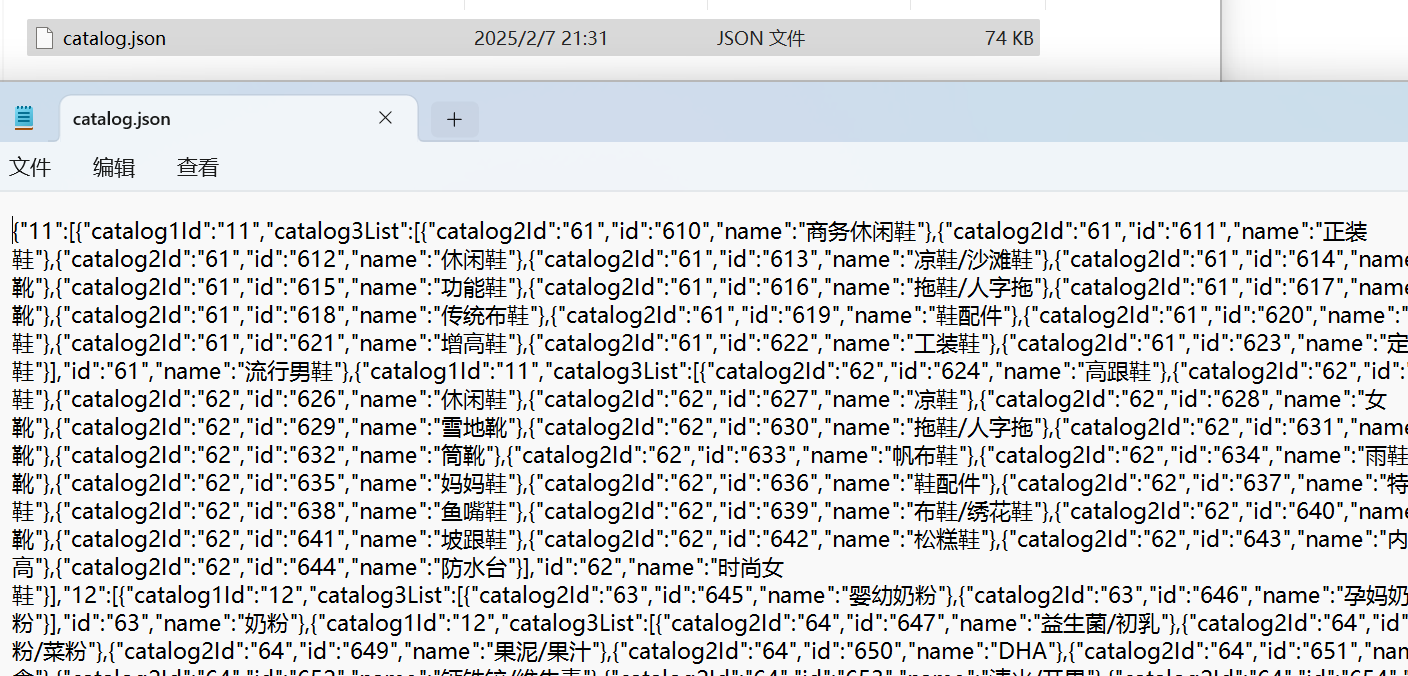 catalog.json 2025/2/7 21:31 JSON 文件 74 KB
catalog.json
文件 编辑 查看
{"11":[{"catalog1Id":"11","catalog3List":[{"catalog2Id":"61","id":"610","name":"商务休闲鞋"},{"catalog2Id":"61","id":"611","name":"正装
鞋"},{"catalog2Id":"61","id":"612","name":"休闲鞋"},{"catalog2Id":"61","id":"613","name":"凉鞋/沙滩鞋"},{"catalog2Id":"61","id":"614","name
靴"},{"catalog2Id":"61","id":"615","name":"功能鞋"},{"catalog2Id":"61","id":"616","name":"拖鞋/人字拖"},{"catalog2Id":"61","id":"617","name
靴"},{"catalog2Id":"61","id":"618","name":"传统布鞋"},{"catalog2Id":"61","id":"619","name":"鞋配件"},{"catalog2Id":"61","id":"620","name":"
鞋"},{"catalog2Id":"61","id":"621","name":"增高鞋"},{"catalog2Id":"61","id":"622","name":"工装鞋"},{"catalog2Id":"61","id":"623","name":"定
鞋"}],"id":"61","name":"流行男鞋"},{"catalog1Id":"11","catalog3List":[{"catalog2Id":"62","id":"624","name":"高跟鞋"},{"catalog2Id":"62","id":"
鞋"},{"catalog2Id":"62","id":"626","name":"休闲鞋"},{"catalog2Id":"62","id":"627","name":"凉鞋"},{"catalog2Id":"62","id":"628","name":"女
靴"},{"catalog2Id":"62","id":"629","name":"雪地靴"},{"catalog2Id":"62","id":"630","name":"拖鞋/人字拖"},{"catalog2Id":"62","id":"631","name
靴"},{"catalog2Id":"62","id":"632","name":"筒靴"},{"catalog2Id":"62","id":"633","name":"帆布鞋"},{"catalog2Id":"62","id":"634","name":"雨鞋
靴"},{"catalog2Id":"62","id":"635","name":"妈妈鞋"},{"catalog2Id":"62","id":"636","name":"鞋配件"},{"catalog2Id":"62","id":"637","name":"特
鞋"},{"catalog2Id":"62","id":"638","name":"鱼嘴鞋"},{"catalog2Id":"62","id":"639","name":"布鞋/绣花鞋"},{"catalog2Id":"62","id":"640","name
靴"},{"catalog2Id":"62","id":"641","name":"坡跟鞋"},{"catalog2Id":"62","id":"642","name":"松糕鞋"},{"catalog2Id":"62","id":"643","name":"内
高"},{"catalog2Id":"62","id":"644","name":"防水台"}],"id":"62","name":"时尚女
鞋"}],"12":[{"catalog1Id":"12","catalog3List":[{"catalog2Id":"63","id":"645","name":"婴幼奶粉"},{"catalog2Id":"63","id":"646","name":"孕妈奶
粉"}],"id":"63","name":"奶粉"},{"catalog1Id":"12","catalog3List":[{"catalog2Id":"64","id":"647","name":"益生菌/初乳"},{"catalog2Id":"64","id"
粉/菜粉"},{"catalog2Id":"64","id":"649","name":"果泥/果汁"},{"catalog2Id":"64","id":"650","name":"DHA"},{"catalog2Id":"64","id":"651","nam